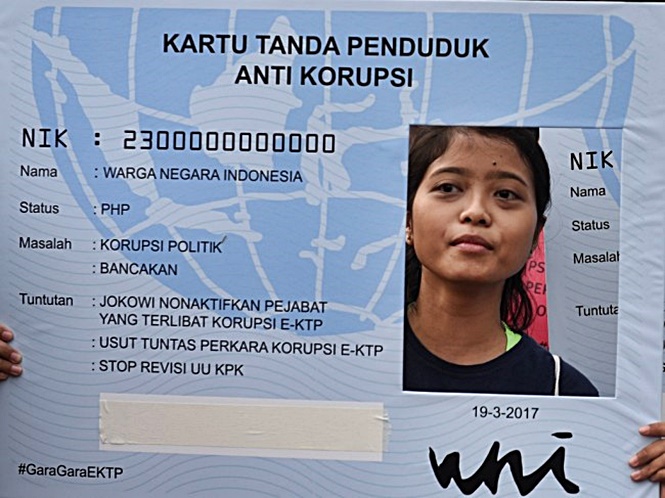 KARTU TANDA PENDUDUK
ANTI KORUPSI
NIK : 2300000000000
Nama : WARGA NEGARA INDONESIA
Status : PHP
Masalah : KORUPSI POLITIK
: BANCAKAN
Tuntutan : JOKOWI NONAKTIFKAN PEJABAT
YANG TERLIBAT KORUPSI E-KTP
: USUT TUNTAS PERKARA KORUPSI E-KTP
: STOP REVISI UU KPK
#GaraGaraEKTP
NIK
Nama
Status
Masalah
19-3-2017